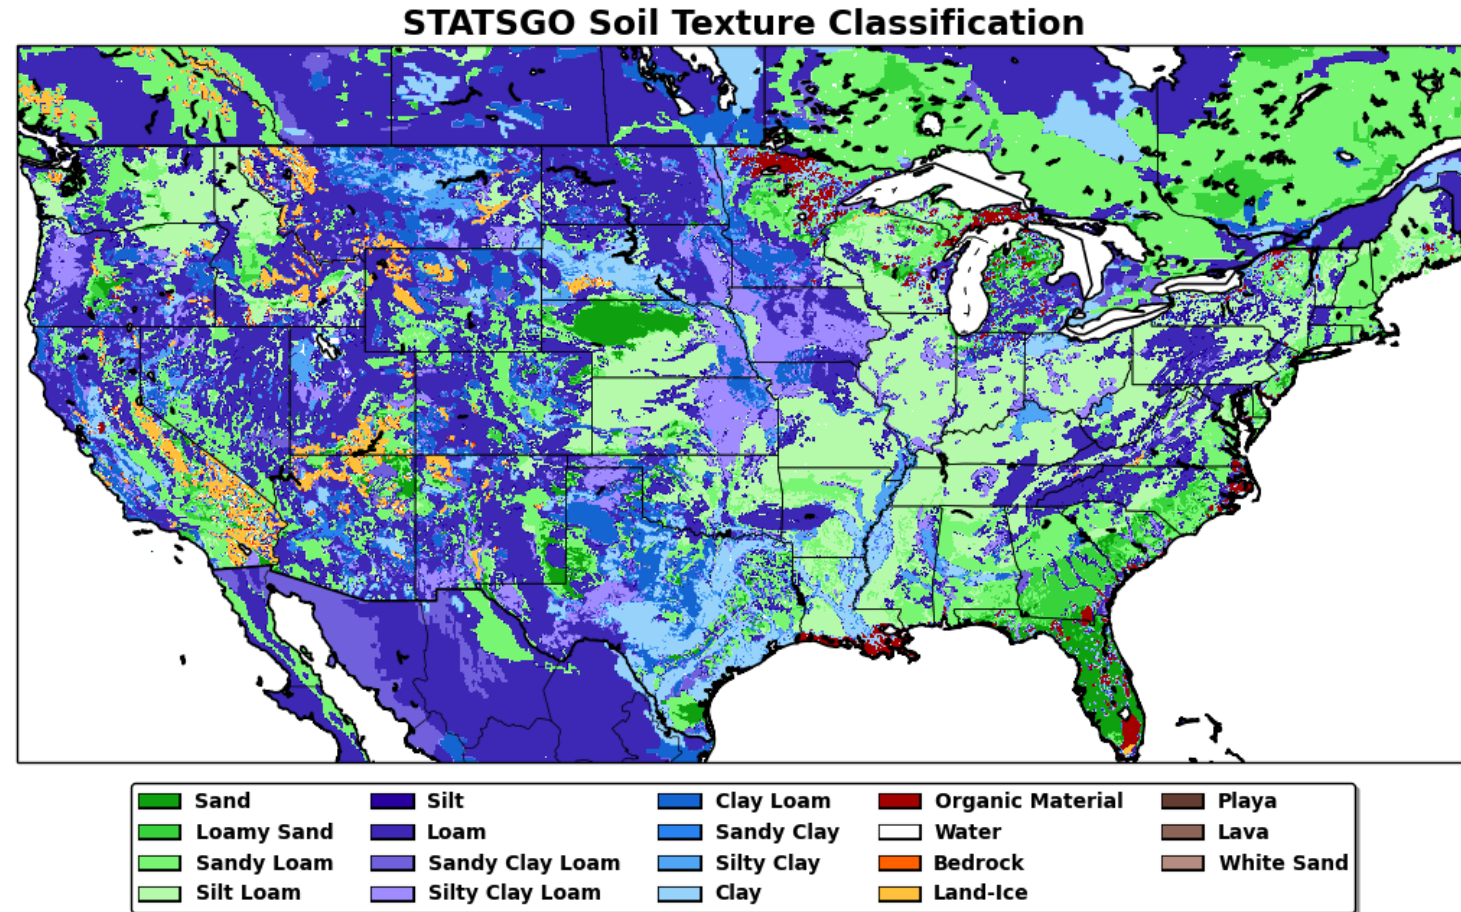 STATSGO Soil Texture Classification
Sand Silt Clay Loam Organic Material Playa
Loamy Sand Loam Sandy Clay Water Lava
Sandy Loam Sandy Clay Loam Silty Clay Bedrock White Sand
Silt Loam Silty Clay Loam Clay Land-Ice